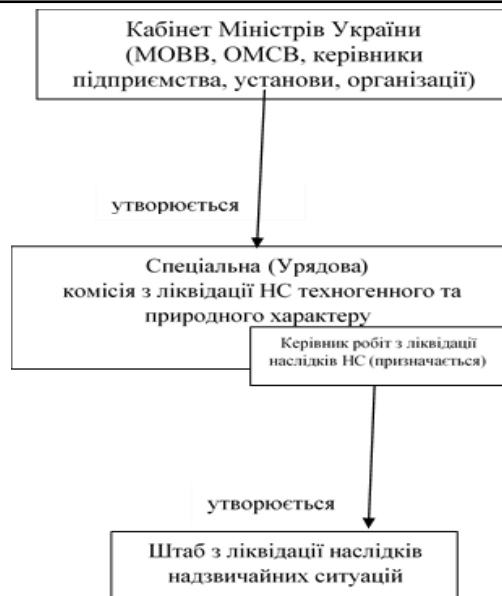 Кабінет Міністрів України
(МОВВ, ОМСВ, керівники
підприємства, установи, організації)
утворюється
Спеціальна (Урядова)
комісія з ліквідації НС техногенного та
природного характеру
Керівник робіт з ліквідації
наслідків НС (призначається)
утворюється
Штаб з ліквідації наслідків
надзвичайних ситуацій